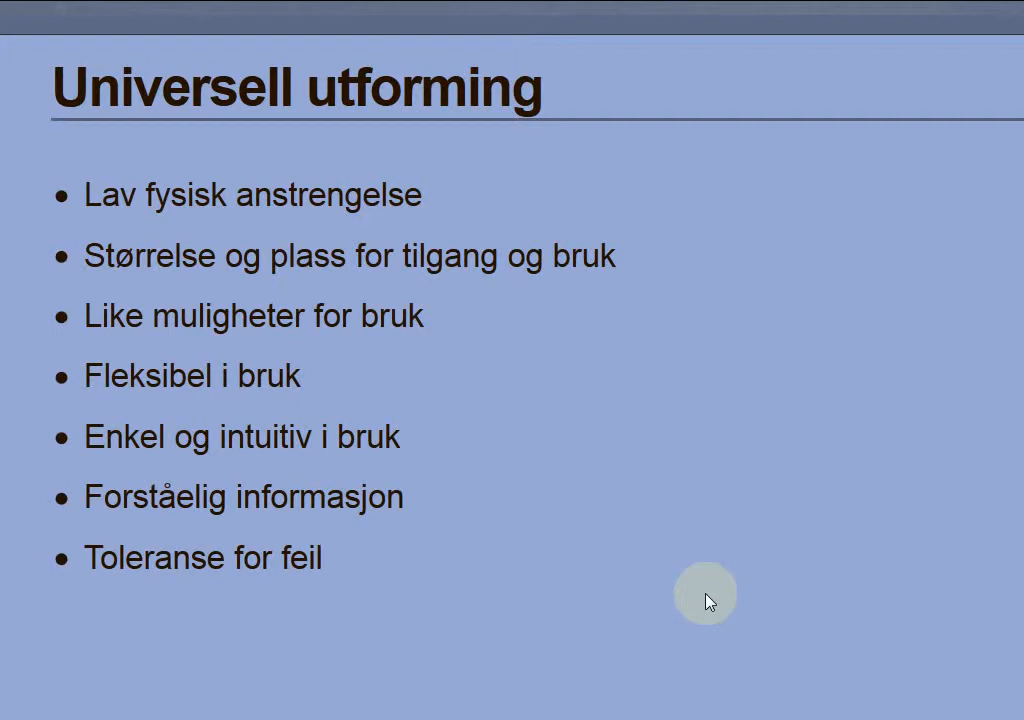 Universell utforming
• Lav fysisk anstrengelse
• Størrelse og plass for tilgang og bruk
• Like muligheter for bruk
• Fleksibel i bruk
• Enkel og intuitiv i bruk
• Forståelig informasjon
• Toleranse for feil